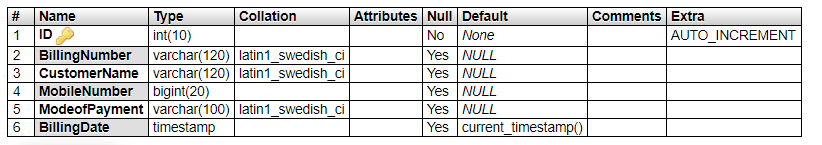 # Name Type Collation Attributes Null Default Comments Extra
1 ID int(10) No None AUTO_INCREMENT
2 BillingNumber varchar(120) latin1_swedish_ci Yes NULL
3 CustomerName varchar(120) latin1_swedish_ci Yes NULL
4 MobileNumber bigint(20) Yes NULL
5 ModeofPayment varchar(100) latin1_swedish_ci Yes NULL
6 BillingDate timestamp Yes current_timestamp()